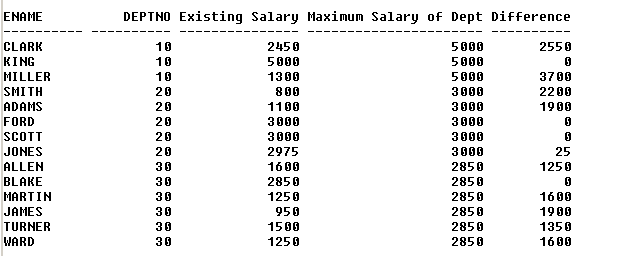 ENAME DEPTNO Existing Salary Maximum Salary of Dept Difference
---------- ---------- --------------- ---------------------- ----------
CLARK 10 2450 5000 2550
KING 10 5000 5000 0
MILLER 10 1300 5000 3700
SMITH 20 800 3000 2200
ADAMS 20 1100 3000 1900
FORD 20 3000 3000 0
SCOTT 20 3000 3000 0
JONES 20 2975 3000 25
ALLEN 30 1600 2850 1250
BLAKE 30 2850 2850 0
MARTIN 30 1250 2850 1600
JAMES 30 950 2850 1900
TURNER 30 1500 2850 1350
WARD 30 1250 2850 1600